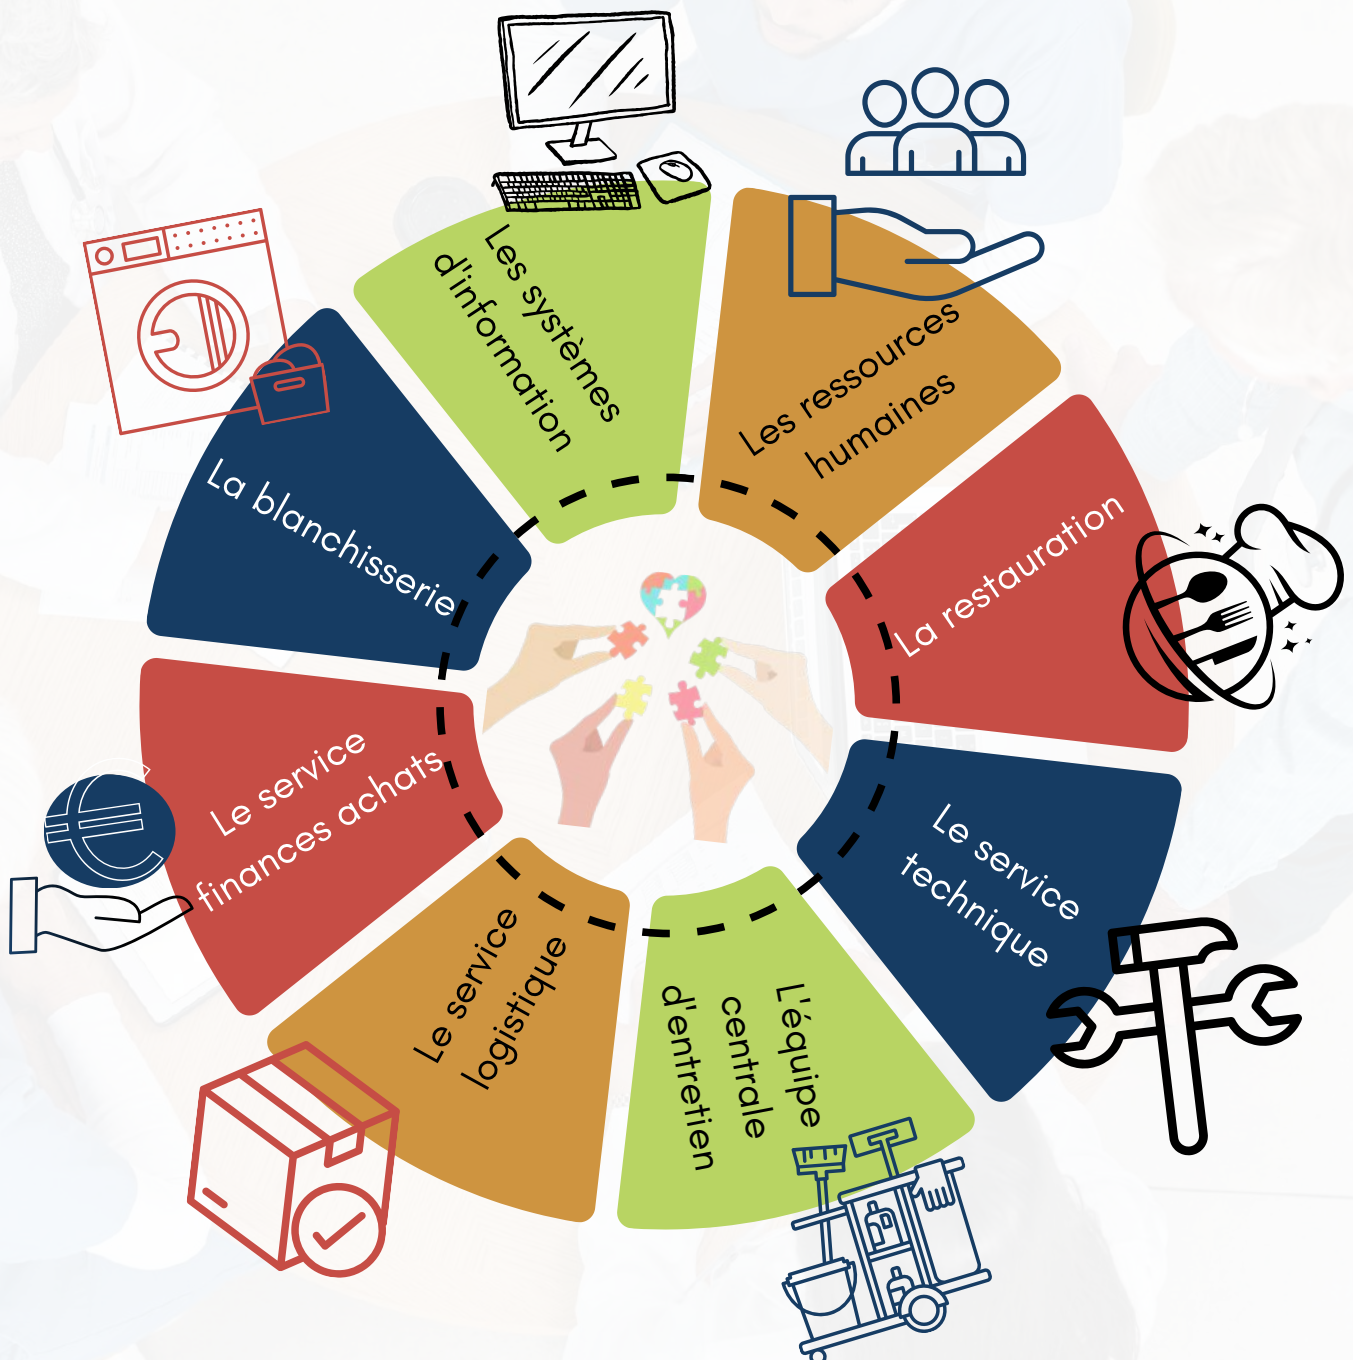 Les systèmes
d'information
Les ressources
humaines
La restauration
Le service
technique
L'équipe
centrale
d'entretien
Le service
logistique
Le service
finances achats
La blanchisserie